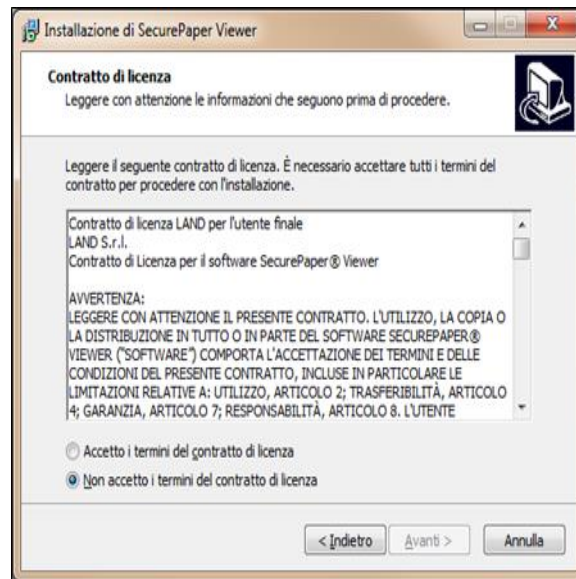 Installazione di SecurePaper Viewer
Contratto di licenza
Leggere con attenzione le informazioni che seguono prima di procedere.
Leggere il seguente contratto di licenza. È necessario accettare tutti i termini del
contratto per procedere con l'installazione.
Contratto di licenza LAND per l'utente finale
LAND S.r.l.
Contratto di Licenza per il software SecurePaper® Viewer
AVVERTENZA:
LEGGERE CON ATTENZIONE IL PRESENTE CONTRATTO. L'UTILIZZO, LA COPIA O
LA DISTRIBUZIONE IN TUTTO O IN PARTE DEL SOFTWARE SECUREPAPER®
VIEWER ("SOFTWARE") COMPORTA L'ACCETTAZIONE DEI TERMINI E DELLE
CONDIZIONI DEL PRESENTE CONTRATTO, INCLUSE IN PARTICOLARE LE
LIMITAZIONI RELATIVE A: UTILIZZO, ARTICOLO 2; TRASFERIBILITÀ, ARTICOLO
4; GARANZIA, ARTICOLO 7; RESPONSABILITÀ, ARTICOLO 8. L'UTENTE
Accetto i termini del contratto di licenza
Non accetto i termini del contratto di licenza
< Indietro Avanti > Annulla